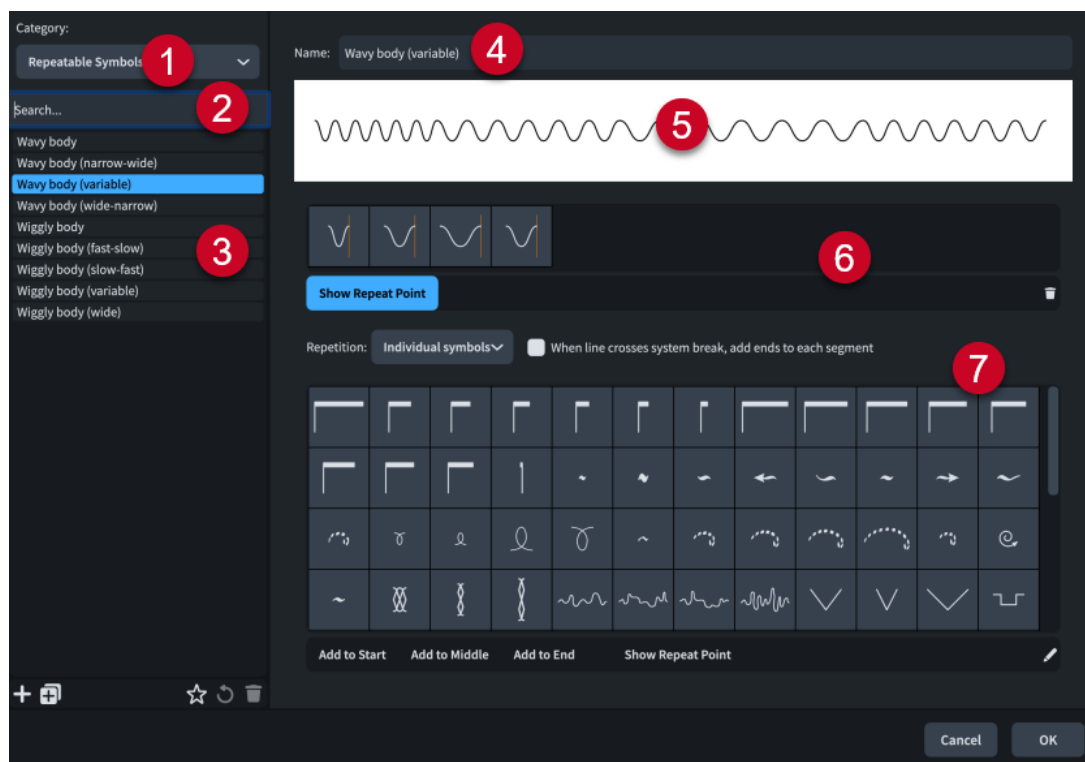 Category:
Repeatable Symbols
1
Search...
2
Wavy body
Wavy body (narrow-wide)
Wavy body (variable)
Wavy body (wide-narrow)
Wiggly body
Wiggly body (fast-slow)
Wiggly body (slow-fast)
Wiggly body (variable)
Wiggly body (wide)
3
Name: Wavy body (variable)
4
5
6
Show Repeat Point
Repetition: Individual symbols When line crosses system break, add ends to each segment
7
Add to Start Add to Middle Add to End Show Repeat Point
Cancel OK